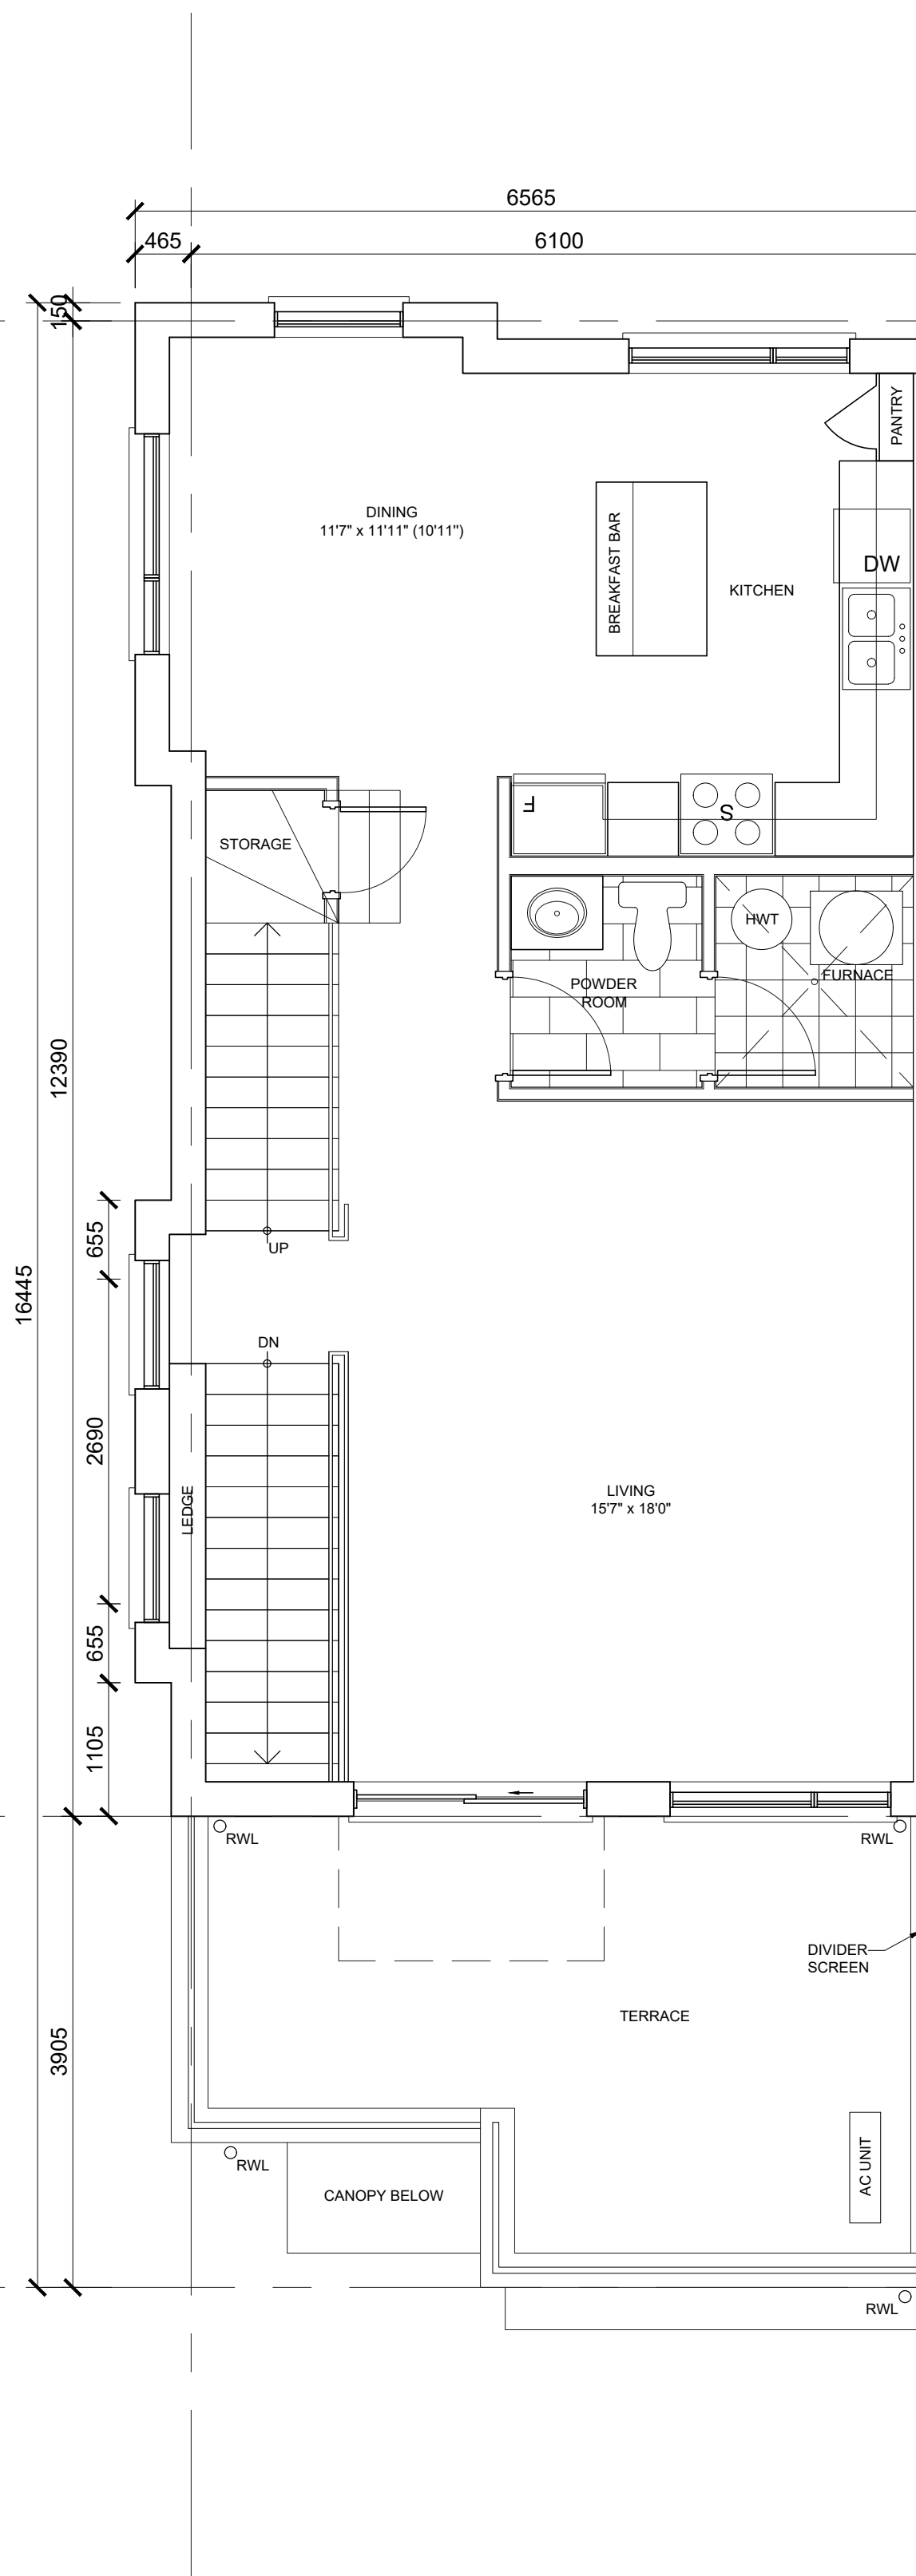 6565
465
6100
150
PANTRY
DINING
11'7" x 11'11" (10'11")
BREAKFAST BAR
DW
KITCHEN
F
S
STORAGE
HWT
FURNACE
POWDER
ROOM
12390
655
UP
16445
DN
2690
LEDGE
LIVING
15'7" x 18'0"
655
1105
RWL
RWL
DIVIDER
SCREEN
TERRACE
3905
AC UNIT
RWL
CANOPY BELOW
RWL